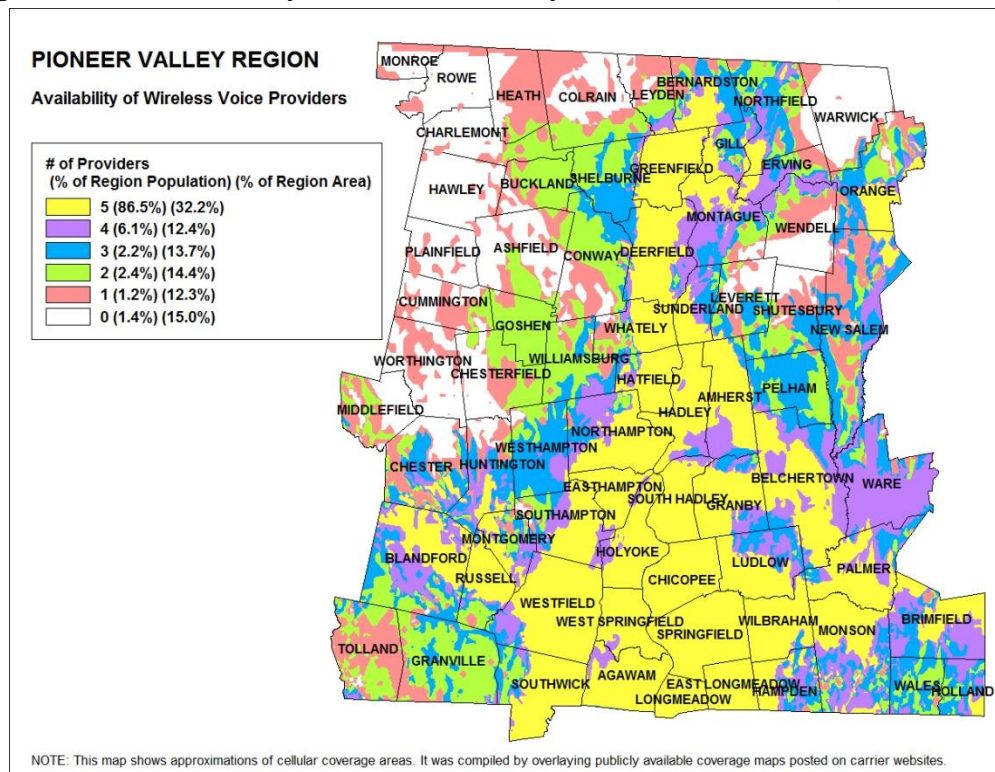 PIONEER VALLEY REGION
Availability of Wireless Voice Providers
# of Providers
(% of Region Population) (% of Region Area)
5 (86.5%) (32.2%)
4 (6.1%) (12.4%)
3 (2.2%) (13.7%)
2 (2.4%) (14.4%)
1 (1.2%) (12.3%)
0 (1.4%) (15.0%)
MONROE
ROWE
HEATH
COLRAIN
LEYDEN
BERNARDSTON
NORTHFIELD
WARWICK
CHARLEMONT
GILL
GREENFIELD
ERVING
HAWLEY
BUCKLAND
SHELBURNE
ORANGE
MONTAGUE
WENDELL
PLAINFIELD
ASHFIELD
CONWAY
DEERFIELD
CUMMINGTON
GOSHEN
WHATELY
SUNDERLAND
LEVERETT
SHUTESBURY
NEW SALEM
WORTHINGTON
CHESTERFIELD
WILLIAMSBURG
HATFIELD
AMHERST
PELHAM
MIDDLEFIELD
HADLEY
NORTHAMPTON
WESTHAMPTON
CHESTER
HUNTINGTON
EASTHAMPTON
SOUTH HADLEY
GRANBY
BELCHERTOWN
WARE
SOUTHAMPTON
MONTGOMERY
BLANDFORD
RUSSELL
HOLYOKE
CHICOPEE
LUDLOW
PALMER
WESTFIELD
WEST SPRINGFIELD
SPRINGFIELD
WILBRAHAM
MONSON
BRIMFIELD
TOLLAND
GRANVILLE
SOUTHWICK
AGAWAM
LONGMEADOW
EAST LONGMEADOW
HAMPDEN
WALES
HOLLAND
NOTE: This map shows approximations of cellular coverage areas. It was compiled by overlaying publicly available coverage maps posted on carrier websites.